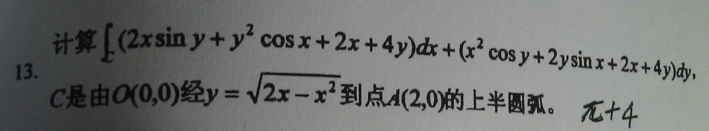 13. 计算∫_C(2x sin y + y² cos x + 2x + 4y)dx + (x² cos y + 2y sin x + 2x + 4y)dy,
C是由O(0,0)经y = √(2x − x²)到点A(2,0)的上半圆弧。 π+4